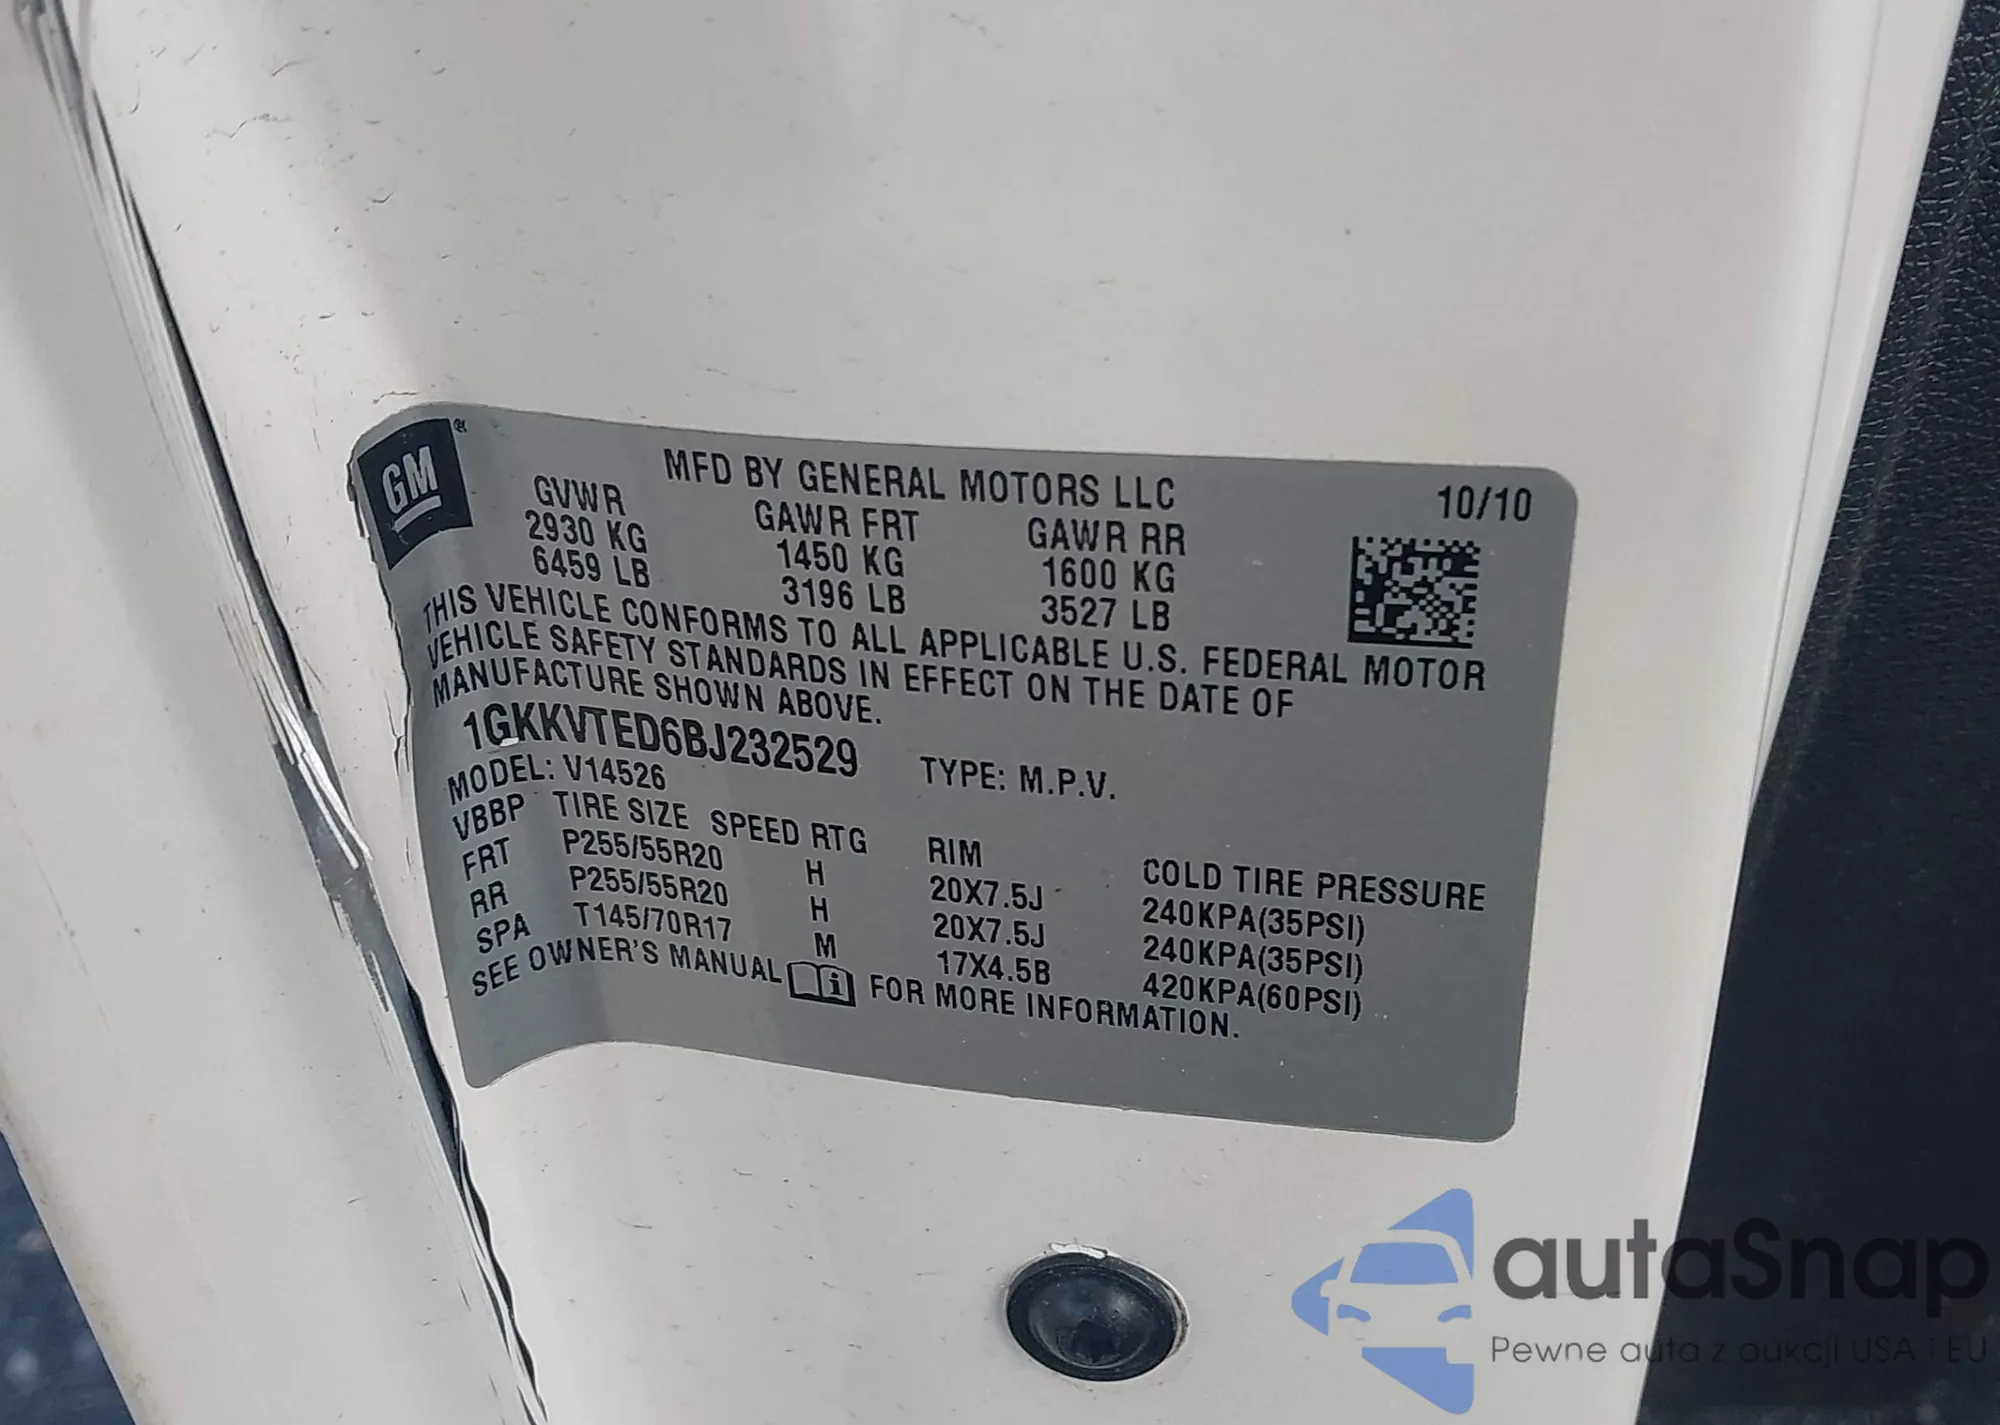 GM
MFD BY GENERAL MOTORS LLC 10/10
GVWR GAWR FRT GAWR RR
2930 KG 1450 KG 1600 KG
6459 LB 3196 LB 3527 LB
THIS VEHICLE CONFORMS TO ALL APPLICABLE U.S. FEDERAL MOTOR
VEHICLE SAFETY STANDARDS IN EFFECT ON THE DATE OF
MANUFACTURE SHOWN ABOVE.
1GKKVTED6BJ232529 TYPE: M.P.V.
MODEL: V14526
VBBP TIRE SIZE SPEED RTG RIM COLD TIRE PRESSURE
FRT P255/55R20 H 20X7.5J 240KPA(35PSI)
RR P255/55R20 H 20X7.5J 240KPA(35PSI)
SPA T145/70R17 M 17X4.5B 420KPA(60PSI)
SEE OWNER'S MANUAL i FOR MORE INFORMATION.
autaSnap
Pewne auta z aukcji USA i EU